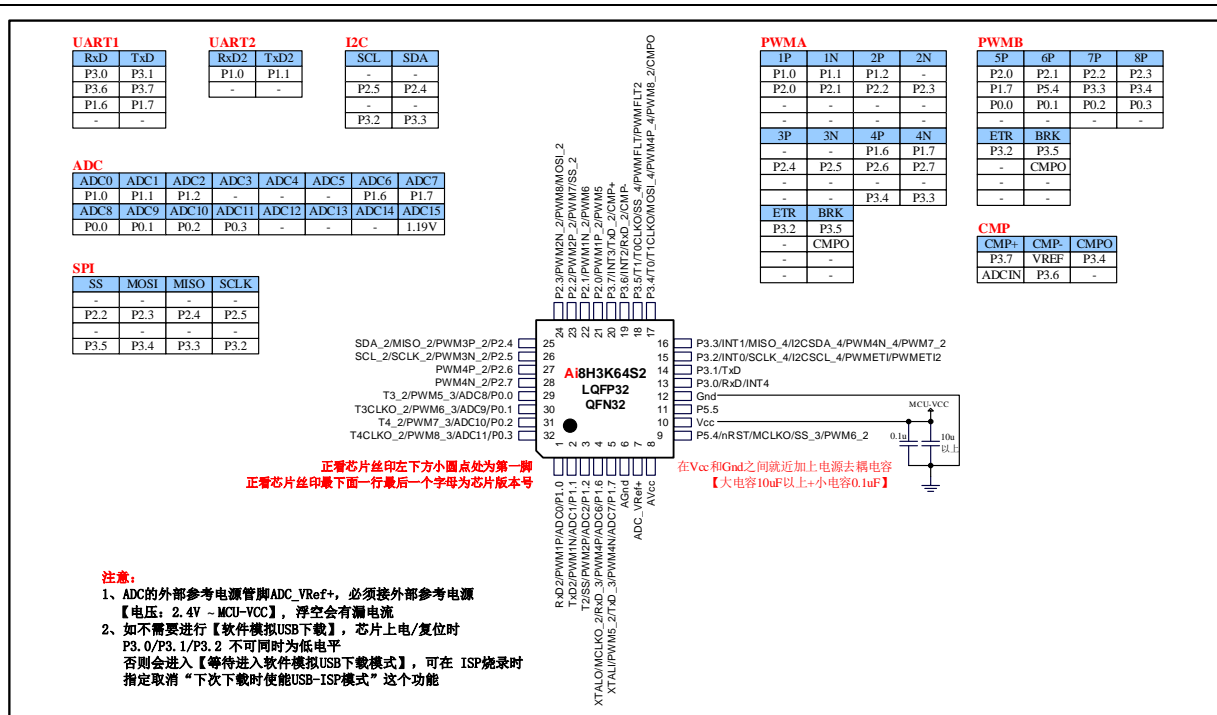 UART1
RxD TxD
P3.0 P3.1
P3.6 P3.7
P1.6 P1.7
- -
UART2
RxD2 TxD2
P1.0 P1.1
- -
I2C
SCL SDA
- -
P2.5 P2.4
- -
P3.2 P3.3
ADC
ADC0 ADC1 ADC2 ADC3 ADC4 ADC5 ADC6 ADC7
P1.0 P1.1 P1.2 - - - P1.6 P1.7
ADC8 ADC9 ADC10 ADC11 ADC12 ADC13 ADC14 ADC15
P0.0 P0.1 P0.2 P0.3 - - - 1.19V
SPI
SS MOSI MISO SCLK
- - - -
P2.2 P2.3 P2.4 P2.5
- - - -
P3.5 P3.4 P3.3 P3.2
PWMA
1P 1N 2P 2N
P1.0 P1.1 P1.2 -
P2.0 P2.1 P2.2 P2.3
- - - -
- - - -
3P 3N 4P 4N
- - P1.6 P1.7
P2.4 P2.5 P2.6 P2.7
- - - -
- - P3.4 P3.3
ETR BRK
P3.2 P3.5
- CMPO
- -
- -
PWMB
5P 6P 7P 8P
P2.0 P2.1 P2.2 P2.3
P1.7 P5.4 P3.3 P3.4
P0.0 P0.1 P0.2 P0.3
- - - -
ETR BRK
P3.2 P3.5
- CMPO
- -
- -
CMP
CMP+ CMP- CMPO
P3.7 VREF P3.4
ADCIN P3.6 -
P2.3/PWM2N_2/PWM8/MOSI_2
P2.2/PWM2P_2/PWM7/SS_2
P2.1/PWM1N_2/PWM6
P2.0/PWM1P_2/PWM5
P3.7/INT3/TxD_2/CMP+
P3.6/INT2/RxD_2/CMP-
P3.5/T1/T0CLKO/SS_4/PWMFLT/PWMFLT2
P3.4/T0/T1CLKO/MOSI_4/PWM4P_4/PWM8_2/CMPO
24 23 22 21 20 19 18 17
SDA_2/MISO_2/PWM3P_2/P2.4 25
SCL_2/SCLK_2/PWM3N_2/P2.5 26
PWM4P_2/P2.6 27
PWM4N_2/P2.7 28
T3_2/PWM5_3/ADC8/P0.0 29
T3CLKO_2/PWM6_3/ADC9/P0.1 30
T4_2/PWM7_3/ADC10/P0.2 31
T4CLKO_2/PWM8_3/ADC11/P0.3 32
Ai8H3K64S2
LQFP32
QFN32
16 P3.3/INT1/MISO_4/I2CSDA_4/PWM4N_4/PWM7_2
15 P3.2/INT0/SCLK_4/I2CSCL_4/PWMETI/PWMETI2
14 P3.1/TxD
13 P3.0/RxD/INT4
12 Gnd
11 P5.5
10 Vcc
9 P5.4/nRST/MCLKO/SS_3/PWM6_2
MCU-VCC
0.1u
10u
以上
1 2 3 4 5 6 7 8
RxD2/PWM1P/ADC0/P1.0
TxD2/PWM1N/ADC1/P1.1
T2/SS/PWM2P/ADC2/P1.2
XTALO/MCLKO_2/RxD_3/PWM4P/ADC6/P1.6
XTALI/PWM5_2/TxD_3/PWM4N/ADC7/P1.7
AGnd
ADC_VRef+
AVcc
正看芯片丝印左下方小圆点处为第一脚
正看芯片丝印最下面一行最后一个字母为芯片版本号
在Vcc和Gnd之间就近加上电源去耦电容
【大电容10uF以上+小电容0.1uF】
注意:
1、ADC的外部参考电源管脚ADC_VRef+, 必须接外部参考电源
【电压: 2.4V ~ MCU-VCC】, 浮空会有漏电流
2、如不需要进行【软件模拟USB下载】, 芯片上电/复位时
P3.0/P3.1/P3.2 不可同时为低电平
否则会进入【等待进入软件模拟USB下载模式】, 可在 ISP烧录时
指定取消“下次下载时使能USB-ISP模式”这个功能